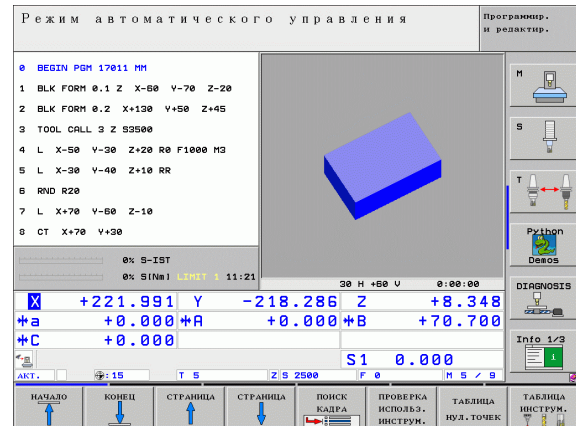 Режим автоматического управления
Программир.
и редактир.
0 BEGIN PGM 17011 MM
1 BLK FORM 0.1 Z X-60 Y-70 Z-20
2 BLK FORM 0.2 X+130 Y+50 Z+45
3 TOOL CALL 3 Z S3500
4 L X-50 Y-30 Z+20 R0 F1000 M3
5 L X-30 Y-40 Z+10 RR
6 RND R20
7 L X+70 Y-60 Z-10
8 CT X+70 Y+30
0% S-IST
0% S[Nm] LIMIT 1 11:21
30 H +60 V 0:00:00
X +221.991 Y -218.286 Z +8.348
a +0.000 A +0.000 B +70.700
C +0.000
S1 0.000
АКТ. : 15 T 5 Z S 2500 F 0 M 5 / 9
M
S
T
Python
Demos
DIAGNOSIS
Info 1/3
НАЧАЛО
КОНЕЦ
СТРАНИЦА
СТРАНИЦА
ПОИСК
КАДРА
ПРОВЕРКА
ИСПОЛЬЗ.
ИНСТРУМ.
ТАБЛИЦА
НУЛ.ТОЧЕК
ТАБЛИЦА
ИНСТРУМ.